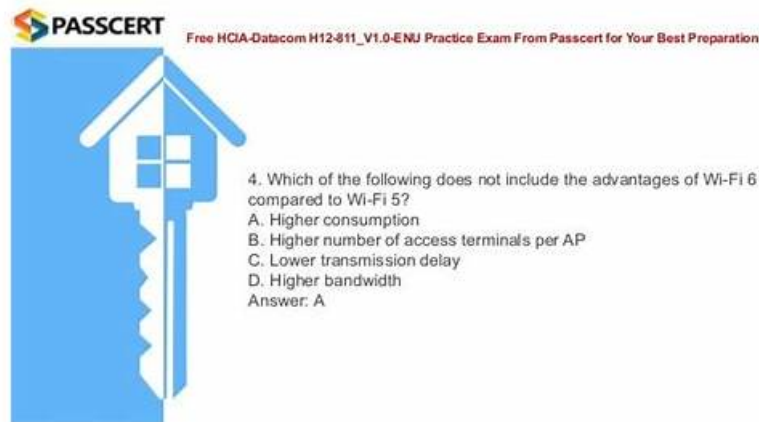 PASSCERT
Free HCIA-Datacom H12-811_V1.0-ENU Practice Exam From Passcert for Your Best Preparation
4. Which of the following does not include the advantages of Wi-Fi 6
compared to Wi-Fi 5?
A. Higher consumption
B. Higher number of access terminals per AP
C. Lower transmission delay
D. Higher bandwidth
Answer: A